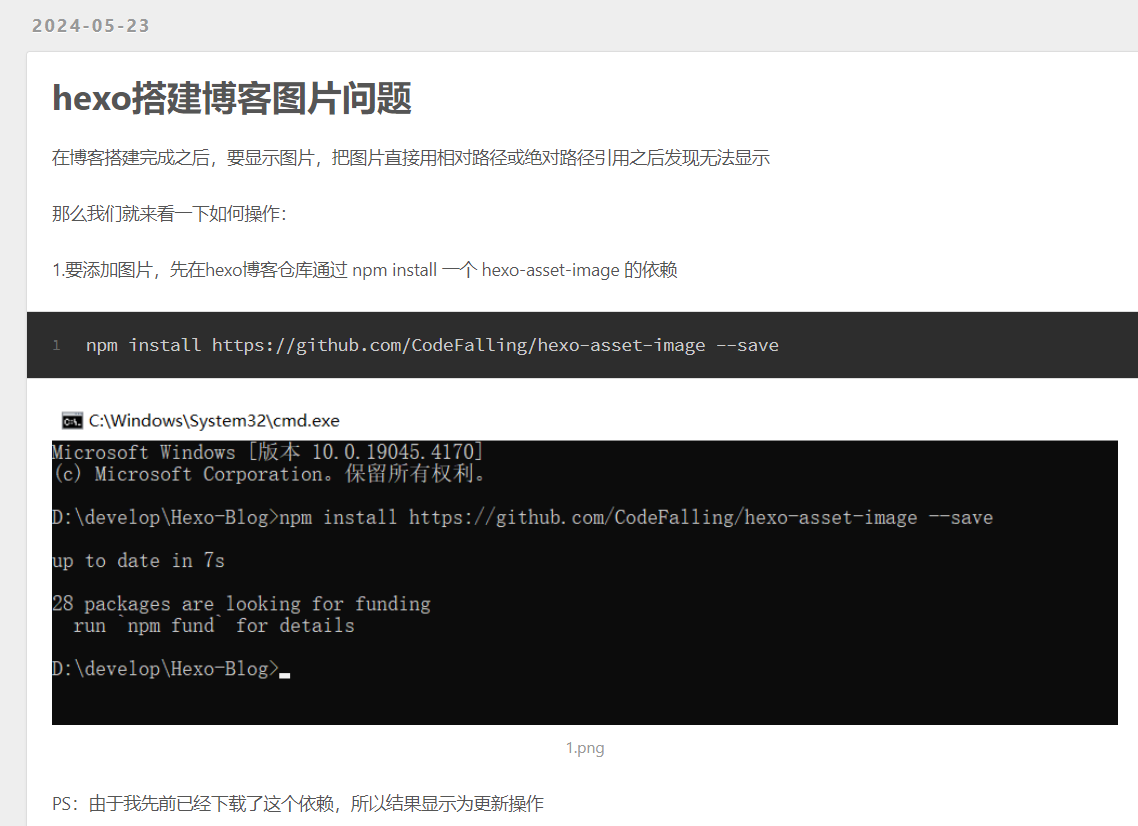 2024-05-23
hexo搭建博客图片问题
在博客搭建完成之后，要显示图片，把图片直接用相对路径或绝对路径引用之后发现无法显示
那么我们就来看一下如何操作：
1.要添加图片，先在hexo博客仓库通过 npm install 一个 hexo-asset-image 的依赖
1 npm install https://github.com/CodeFalling/hexo-asset-image --save
C:\Windows\System32\cmd.exe
Microsoft Windows [版本 10.0.19045.4170]
(c) Microsoft Corporation。保留所有权利。
D:\develop\Hexo-Blog>npm install https://github.com/CodeFalling/hexo-asset-image --save
up to date in 7s
28 packages are looking for funding
run `npm fund` for details
D:\develop\Hexo-Blog>
1.png
PS：由于我先前已经下载了这个依赖，所以结果显示为更新操作